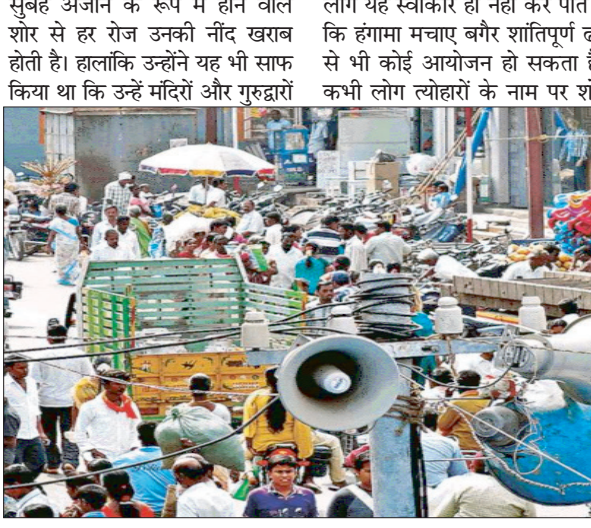 सुबह अजान के रूप में होने वाले
शोर से हर रोज उनकी नींद खराब
होती है। हालांकि उन्होंने यह भी साफ
किया था कि उन्हें मंदिरों और गुरुद्वारों
लोग यह स्वीकार ही नहीं कर पाते
कि हंगामा मचाए बगैर शांतिपूर्ण
से भी कोई आयोजन हो सकता
कभी लोग त्योहारों के नाम पर